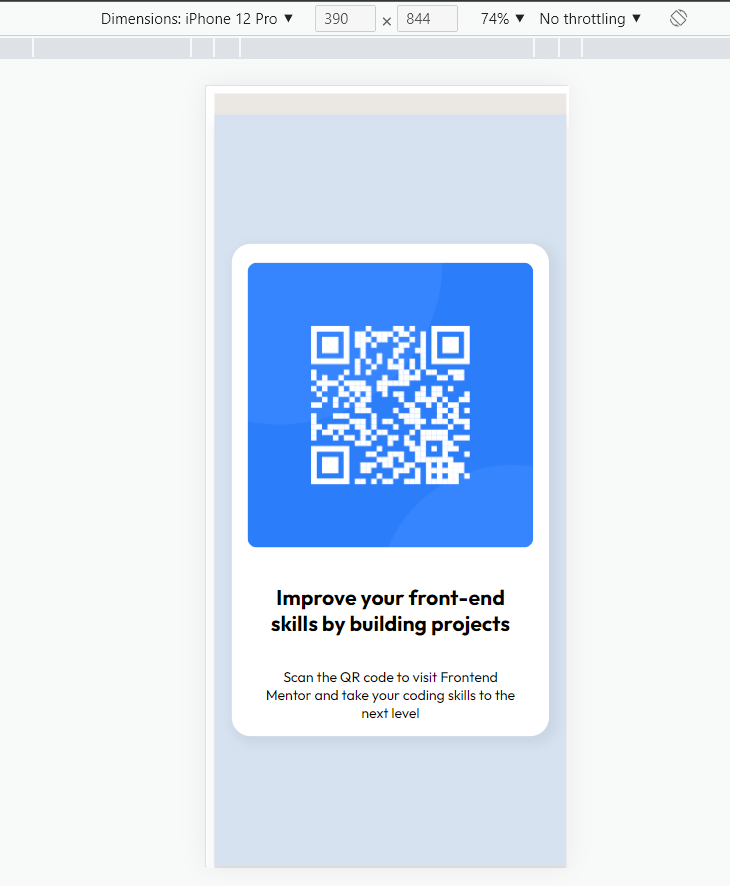 Dimensions: iPhone 12 Pro ▼ 390 × 844 74% ▼ No throttling ▼
Improve your front-end
skills by building projects
Scan the QR code to visit Frontend
Mentor and take your coding skills to the
next level